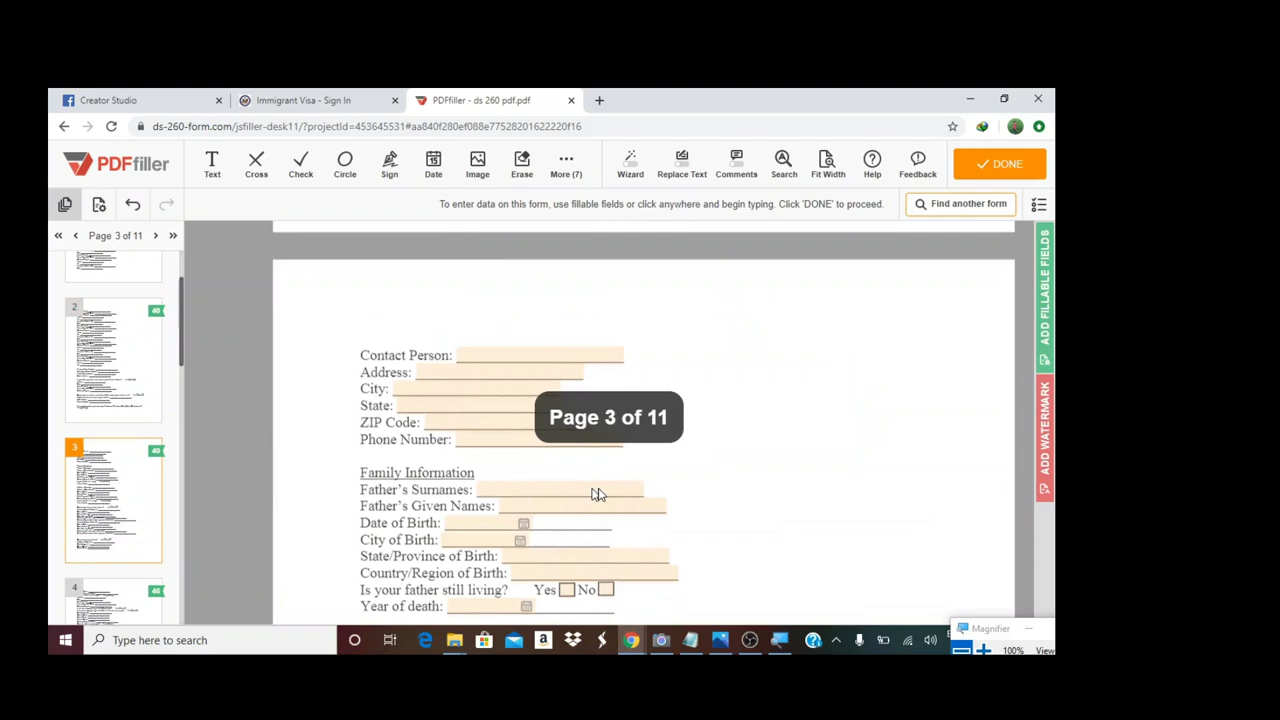 Creator Studio
Immigrant Visa - Sign In
PDFfiller - ds 260 pdf.pdf
ds-260-form.com/jsfiller-desk11/?projectId=453645531#aa840f280ef088e77528201622220f16
PDFfiller
Text
Cross
Check
Circle
Sign
Date
Image
Erase
More (7)
Wizard
Replace Text
Comments
Search
Fit Width
Help
Feedback
DONE
To enter data on this form, use fillable fields or click anywhere and begin typing. Click 'DONE' to proceed.
Find another form
Page 3 of 11
2
40
3
40
4
46
Contact Person:
Address:
City:
State:
ZIP Code:
Phone Number:
Page 3 of 11
Family Information
Father's Surnames:
Father's Given Names:
Date of Birth:
City of Birth:
State/Province of Birth:
Country/Region of Birth:
Is your father still living? Yes No
Year of death:
ADD FILLABLE FIELDS
ADD WATERMARK
Type here to search
Magnifier
100%
View